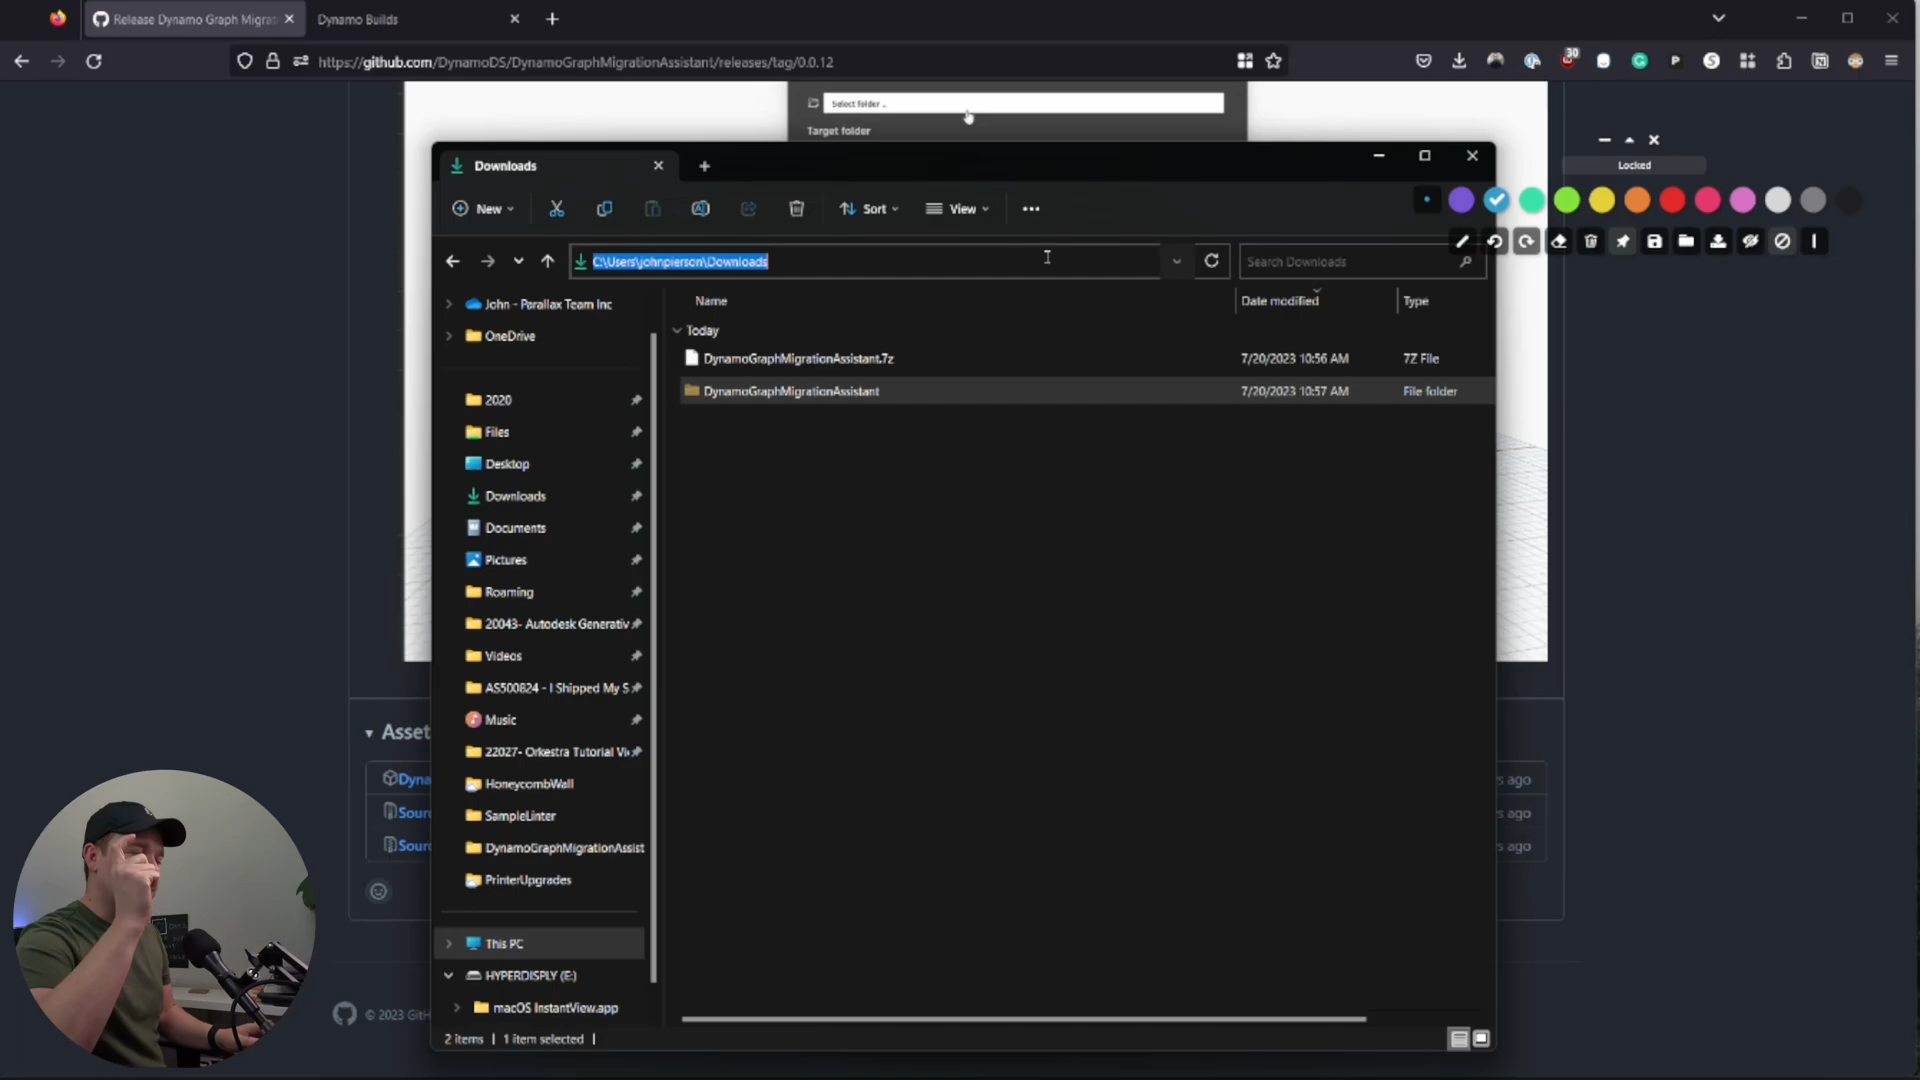 Release Dynamo Graph Migrat
Dynamo Builds
https://github.com/DynamoDS/DynamoGraphMigrationAssistant/releases/tag/0.0.12
30
Select folder ..
Target folder
Locked
Downloads
New
Sort
View
C:\Users\johnpierson\Downloads
Search Downloads
John - Parallax Team Inc
OneDrive
2020
Files
Desktop
Downloads
Documents
Pictures
Roaming
20043- Autodesk Generativ
Videos
AS500824 - I Shipped My S
Music
22027- Orkestra Tutorial Vi
HoneycombWall
SampleLinter
DynamoGraphMigrationAssist
PrinterUpgrades
This PC
HYPERDISPLY (E:)
macOS InstantView.app
Name
Date modified
Type
Today
DynamoGraphMigrationAssistant.7z
7/20/2023 10:56 AM
7Z File
DynamoGraphMigrationAssistant
7/20/2023 10:57 AM
File folder
2 items
1 item selected
Asset
Dyna
s ago
Sour
s ago
Sour
s ago
© 2023 GitH